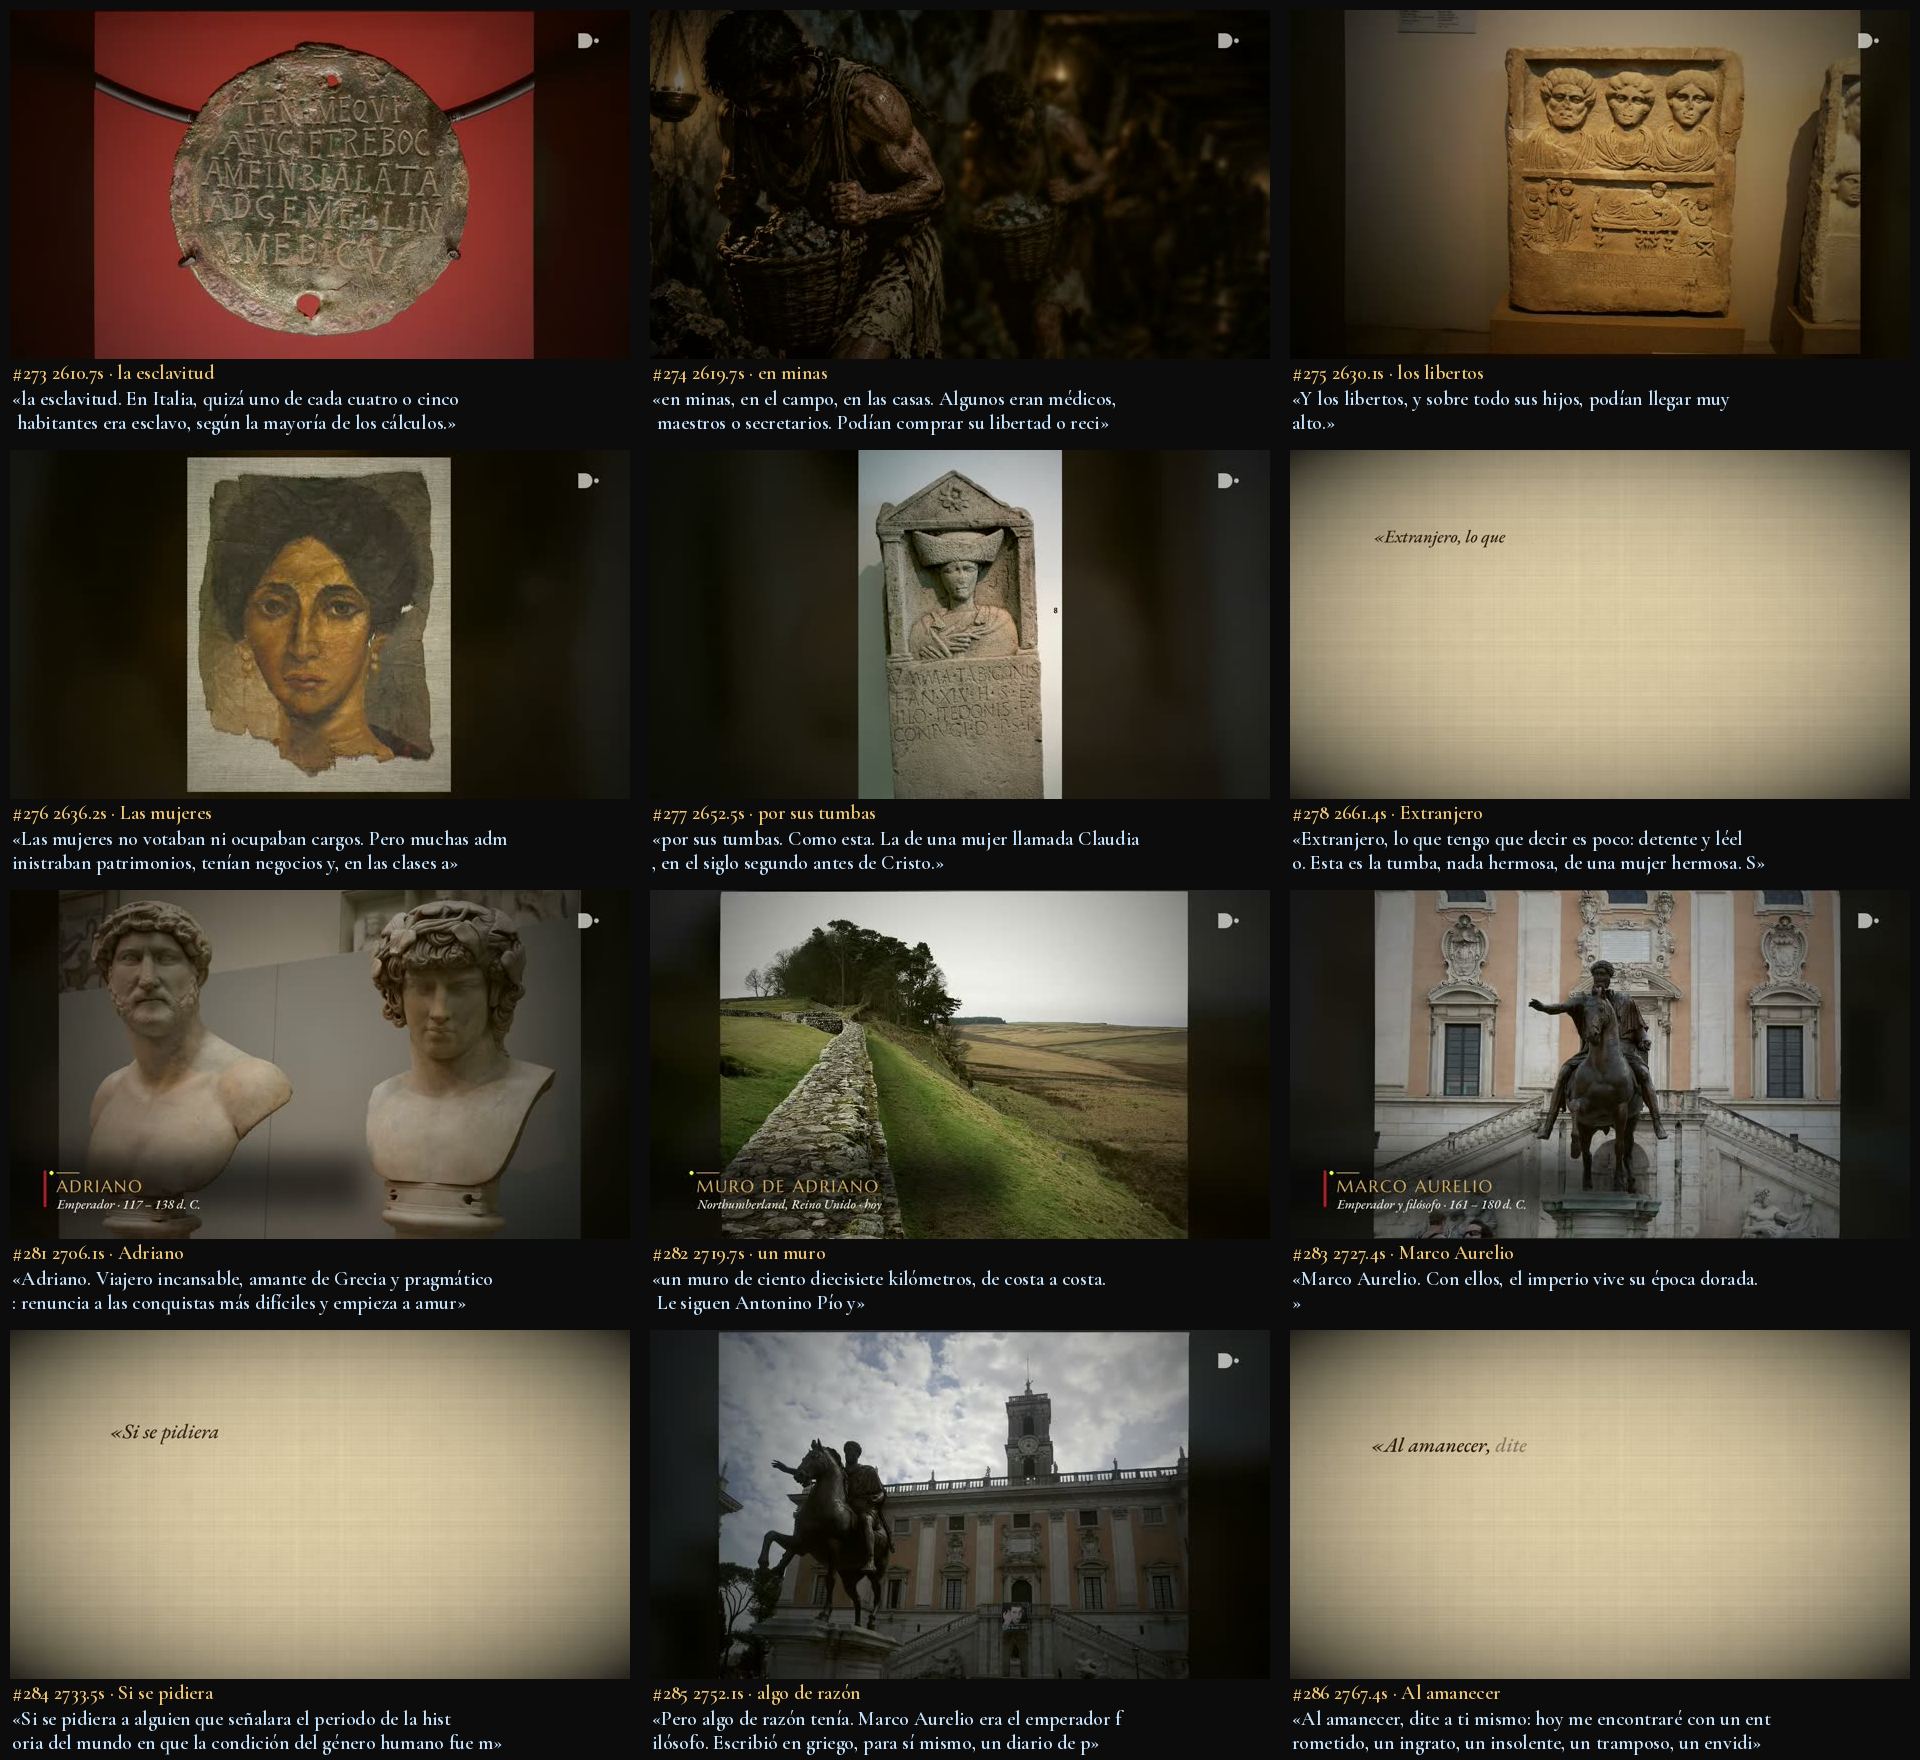 TENEMEQUI
AFUGIETREBOC
AMEINBIALATA
ADGEMELLIN
VMEDICV
#273 2610.7s · la esclavitud
«la esclavitud. En Italia, quizá uno de cada cuatro o cinco
habitantes era esclavo, según la mayoría de los cálculos.»
#274 2619.7s · en minas
«en minas, en el campo, en las casas. Algunos eran médicos,
maestros o secretarios. Podían comprar su libertad o reci»
#275 2630.1s · los libertos
«Y los libertos, y sobre todo sus hijos, podían llegar muy
alto.»
#276 2636.2s · Las mujeres
«Las mujeres no votaban ni ocupaban cargos. Pero muchas adm
inistraban patrimonios, tenían negocios y, en las clases a»
8
#277 2652.5s · por sus tumbas
«por sus tumbas. Como esta. La de una mujer llamada Claudia
, en el siglo segundo antes de Cristo.»
«Extranjero, lo que
#278 2661.4s · Extranjero
«Extranjero, lo que tengo que decir es poco: detente y léel
o. Esta es la tumba, nada hermosa, de una mujer hermosa. S»
ADRIANO
Emperador · 117 – 138 d. C.
#281 2706.1s · Adriano
«Adriano. Viajero incansable, amante de Grecia y pragmático
: renuncia a las conquistas más difíciles y empieza a amur»
MURO DE ADRIANO
Northumberland, Reino Unido · hoy
#282 2719.7s · un muro
«un muro de ciento diecisiete kilómetros, de costa a costa.
Le siguen Antonino Pío y»
MARCO AURELIO
Emperador y filósofo · 161 – 180 d. C.
#283 2727.4s · Marco Aurelio
«Marco Aurelio. Con ellos, el imperio vive su época dorada.
»
«Si se pidiera
#284 2733.5s · Si se pidiera
«Si se pidiera a alguien que señalara el periodo de la hist
oria del mundo en que la condición del género humano fue m»
#285 2752.1s · algo de razón
«Pero algo de razón tenía. Marco Aurelio era el emperador f
ilósofo. Escribió en griego, para sí mismo, un diario de p»
«Al amanecer, dite
#286 2767.4s · Al amanecer
«Al amanecer, dite a ti mismo: hoy me encontraré con un ent
rometido, un ingrato, un insolente, un tramposo, un envidi»